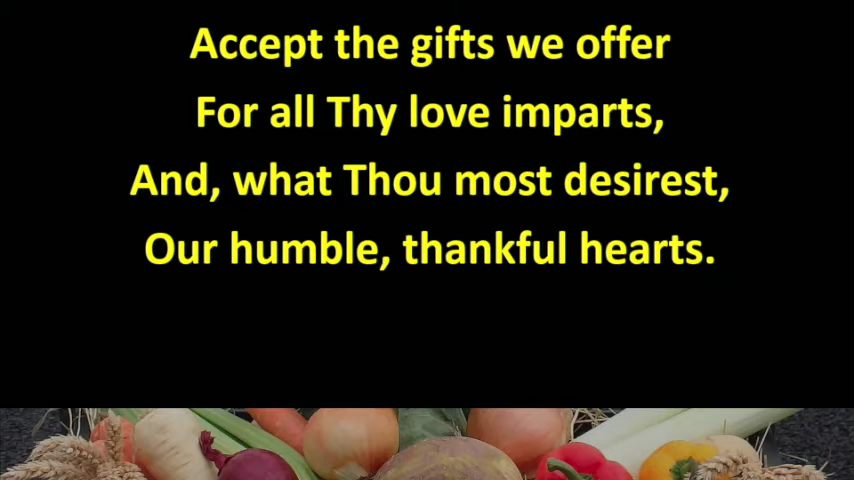 Accept the gifts we offer
For all Thy love imparts,
And, what Thou most desirest,
Our humble, thankful hearts.